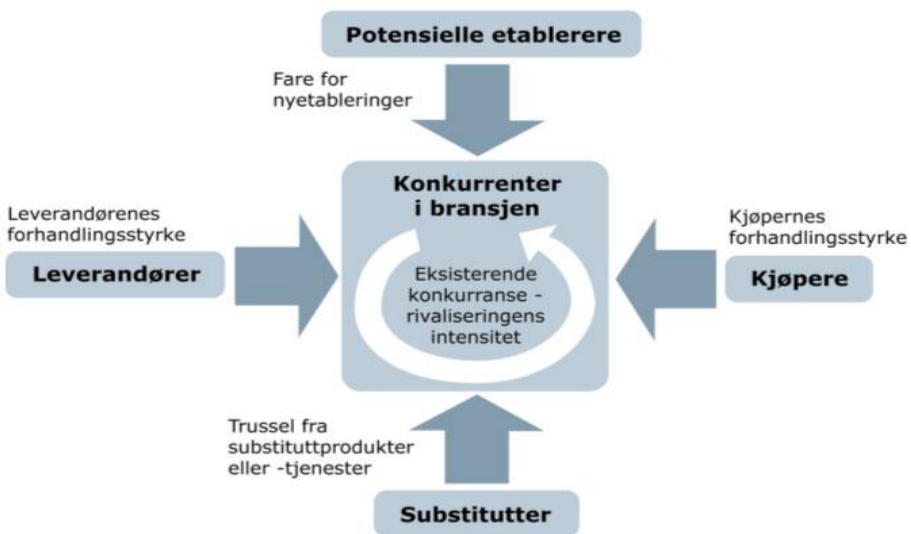 Potensielle etablerere
Fare for
nyetableringer
Konkurrenter
i bransjen
Leverandørenes
forhandlingsstyrke
Leverandører
Eksisterende
konkurranse -
rivaliseringens
intensitet
Kjøpernes
forhandlingsstyrke
Kjøpere
Trussel fra
substituttprodukter
eller -tjenester
Substitutter